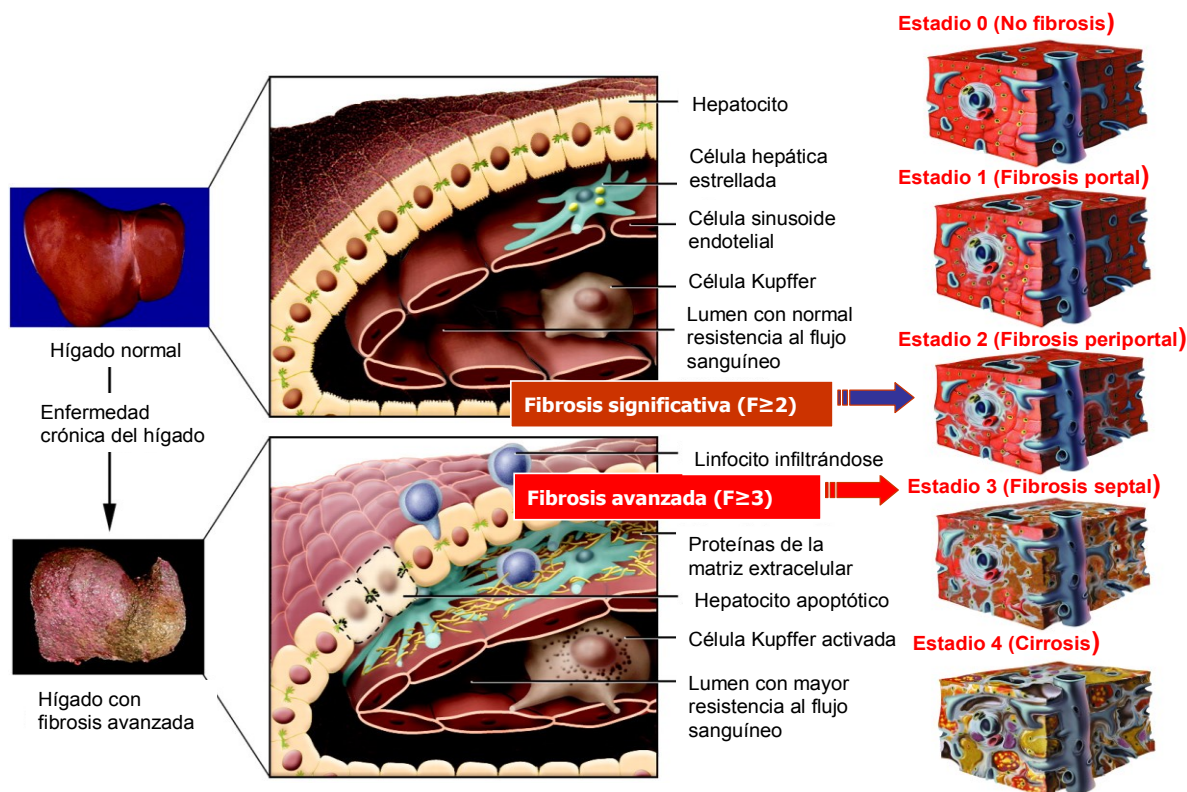 Estadio 0 (No fibrosis)
Hepatocito
Célula hepática
estrellada
Célula sinusoide
endotelial
Célula Kupffer
Lumen con normal
resistencia al flujo
sanguíneo
Hígado normal
Enfermedad
crónica del hígado
Hígado con
fibrosis avanzada
Estadio 1 (Fibrosis portal)
Estadio 2 (Fibrosis periportal)
Fibrosis significativa (F≥2)
Linfocito infiltrándose
Fibrosis avanzada (F≥3)
Estadio 3 (Fibrosis septal)
Proteínas de la
matriz extracelular
Hepatocito apoptótico
Célula Kupffer activada
Lumen con mayor
resistencia al flujo
sanguíneo
Estadio 4 (Cirrosis)